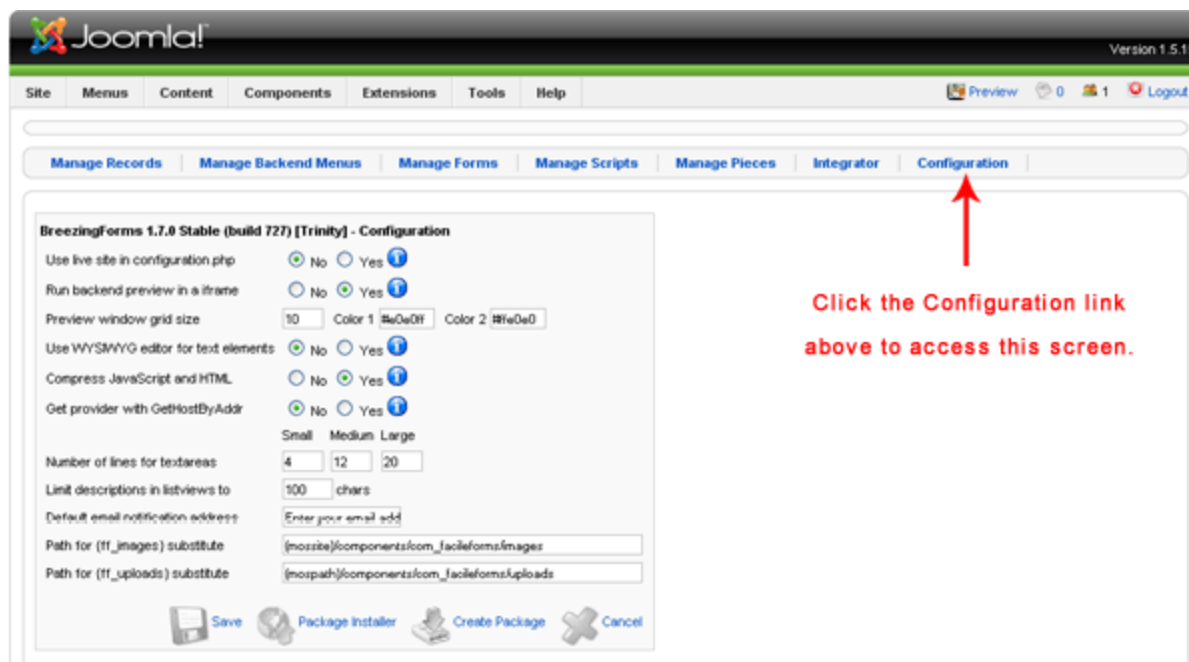 Joomla!
Version 1.5.1
Site Menus Content Components Extensions Tools Help Preview 0 1 Logout
Manage Records Manage Backend Menus Manage Forms Manage Scripts Manage Pieces Integrator Configuration
BreezingForms 1.7.0 Stable (build 727) [Trinity] - Configuration
Use live site in configuration.php No Yes
Run backend preview in a iframe No Yes
Preview window grid size 10 Color 1 #e0e0ff Color 2 #ffe0e0
Click the Configuration link
above to access this screen.
Use WYSIWYG editor for text elements No Yes
Compress JavaScript and HTML No Yes
Get provider with GetHostByAddr No Yes
Small Medium Large
Number of lines for textareas 4 12 20
Limit descriptions in listviews to 100 chars
Default email notification address Enter your email add
Path for {ff_images} substitute {mossite}/components/com_facileforms/images
Path for {ff_uploads} substitute {mospath}/components/com_facileforms/uploads
Save Package Installer Create Package Cancel